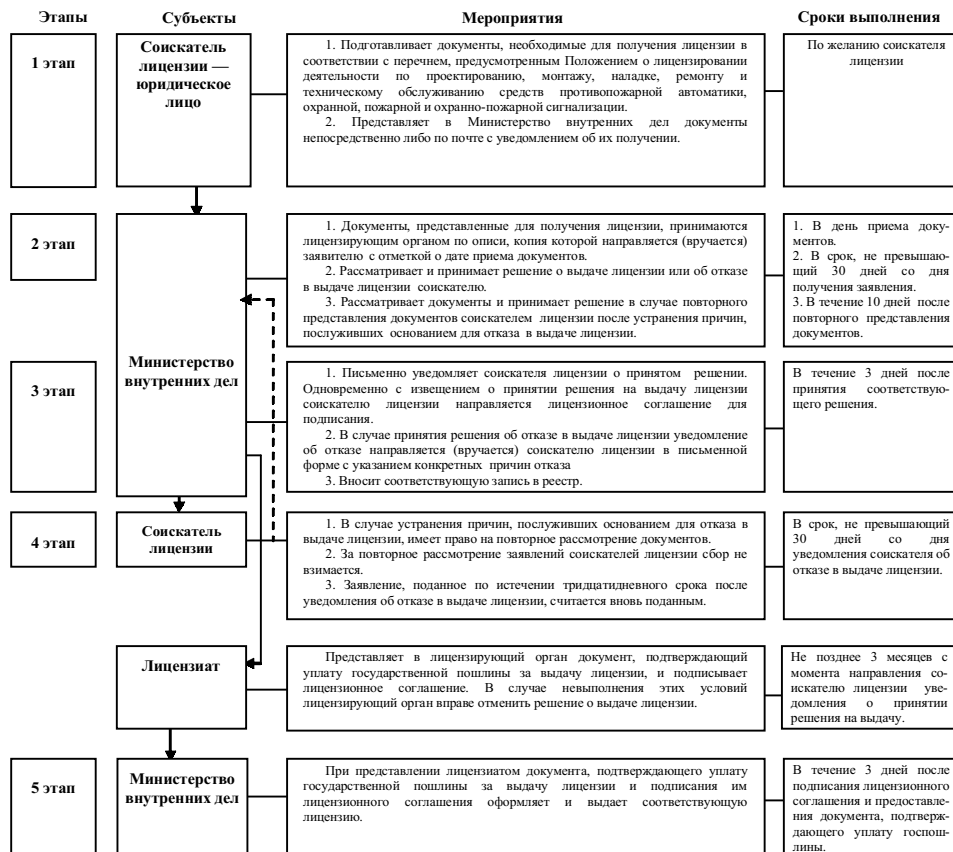 Этапы
Субъекты
Мероприятия
Сроки выполнения
1 этап
Соискатель
лицензии —
юридическое
лицо
1. Подготавливает документы, необходимые для получения лицензии в
соответствии с перечнем, предусмотренным Положением о лицензировании
деятельности по проектированию, монтажу, наладке, ремонту и
техническому обслуживанию средств противопожарной автоматики,
охранной, пожарной и охранно-пожарной сигнализации.
2. Представляет в Министерство внутренних дел документы
непосредственно либо по почте с уведомлением об их получении.
По желанию соискателя
лицензии
2 этап
Министерство
внутренних дел
1. Документы, представленные для получения лицензии, принимаются
лицензирующим органом по описи, копия которой направляется (вручается)
заявителю с отметкой о дате приема документов.
2. Рассматривает и принимает решение о выдаче лицензии или об отказе
в выдаче лицензии соискателю.
3. Рассматривает документы и принимает решение в случае повторного
представления документов соискателем лицензии после устранения причин,
послуживших основанием для отказа в выдаче лицензии.
1. В день приема доку-
ментов.
2. В срок, не превышаю-
щий 30 дней со дня
получения заявления.
3. В течение 10 дней после
повторного представления
документов.
3 этап
1. Письменно уведомляет соискателя лицензии о принятом решении.
Одновременно с извещением о принятии решения на выдачу лицензии
соискателю лицензии направляется лицензионное соглашение для
подписания.
2. В случае принятия решения об отказе в выдаче лицензии уведомление
об отказе направляется (вручается) соискателю лицензии в письменной
форме с указанием конкретных причин отказа
3. Вносит соответствующую запись в реестр.
В течение 3 дней после
принятия соответствую-
щего решения.
4 этап
Соискатель
лицензии
1. В случае устранения причин, послуживших основанием для отказа в
выдаче лицензии, имеет право на повторное рассмотрение документов.
2. За повторное рассмотрение заявлений соискателей лицензии сбор не
взимается.
3. Заявление, поданное по истечении тридцатидневного срока после
уведомления об отказе в выдаче лицензии, считается вновь поданным.
В срок, не превышающий
30 дней со дня
уведомления соискателя об
отказе в выдаче лицензии.
Лицензиат
Представляет в лицензирующий орган документ, подтверждающий
уплату государственной пошлины за выдачу лицензии, и подписывает
лицензионное соглашение. В случае невыполнения этих условий
лицензирующий орган вправе отменить решение о выдаче лицензии.
Не позднее 3 месяцев с
момента направления со-
искателю лицензии уве-
домления о принятии
решения на выдачу.
5 этап
Министерство
внутренних дел
При представлении лицензиатом документа, подтверждающего уплату
государственной пошлины за выдачу лицензии и подписания им
лицензионного соглашения оформляет и выдает соответствующую
лицензию.
В течение 3 дней после
подписания лицензионного
соглашения и предоставле-
ния документа, подтверж-
дающего уплату госпош-
лины.